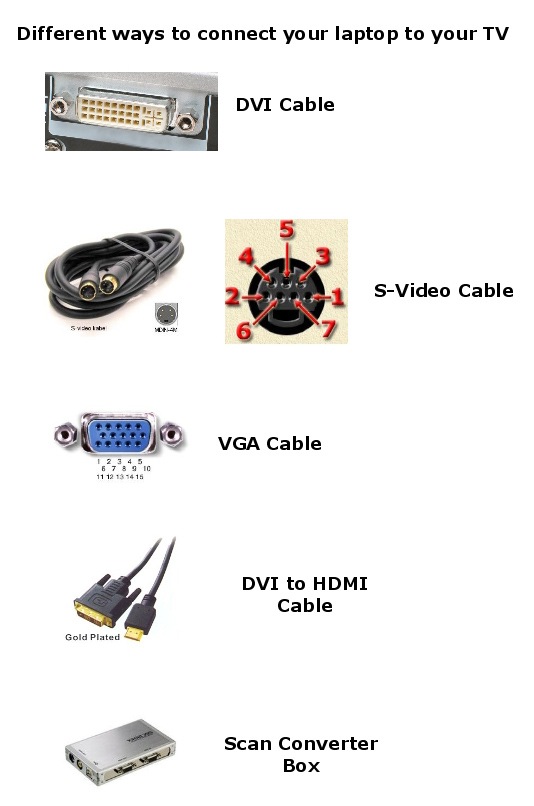 Different ways to connect your laptop to your TV
DVI Cable
5
4 3
2 1
6 7
S-video kabel
MDIN-4M
S-Video Cable
1 2 3 4 5
6 7 8 9 10
11 12 13 14 15
VGA Cable
Gold Plated
DVI to HDMI
Cable
Scan Converter
Box